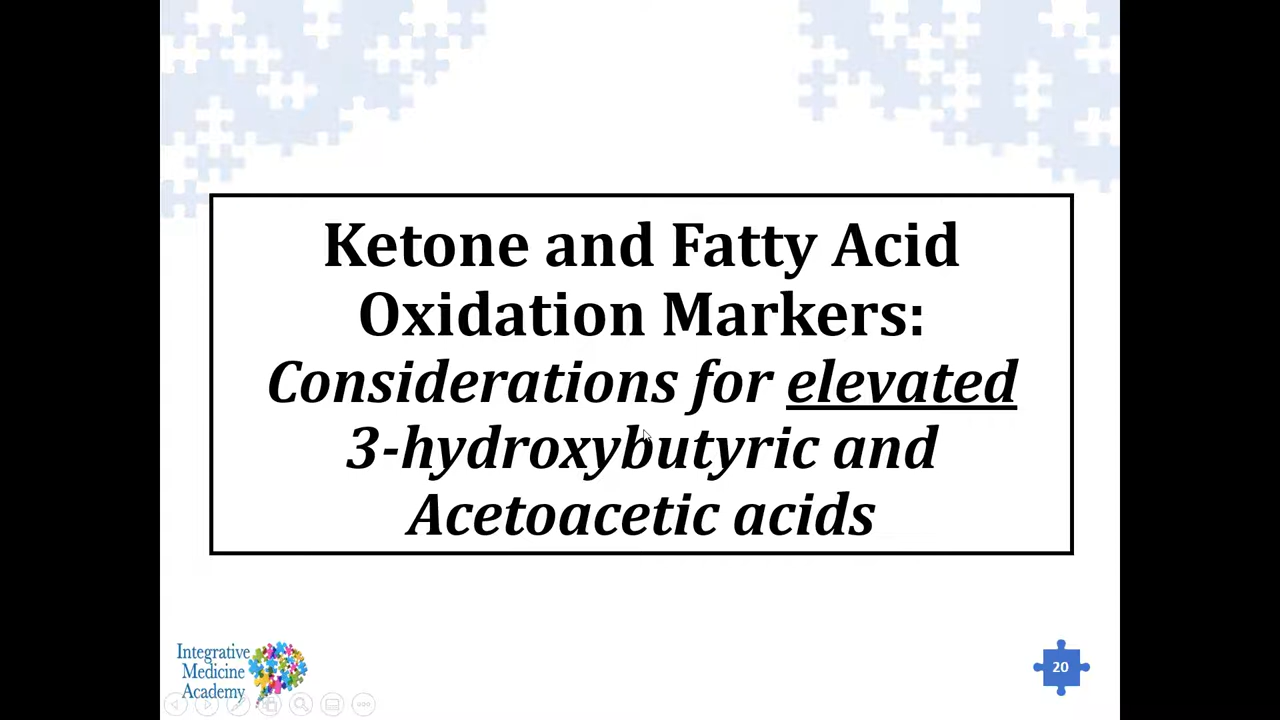 Ketone and Fatty Acid
Oxidation Markers:
Considerations for elevated
3-hydroxybutyric and
Acetoacetic acids
Integrative
Medicine
Academy
20